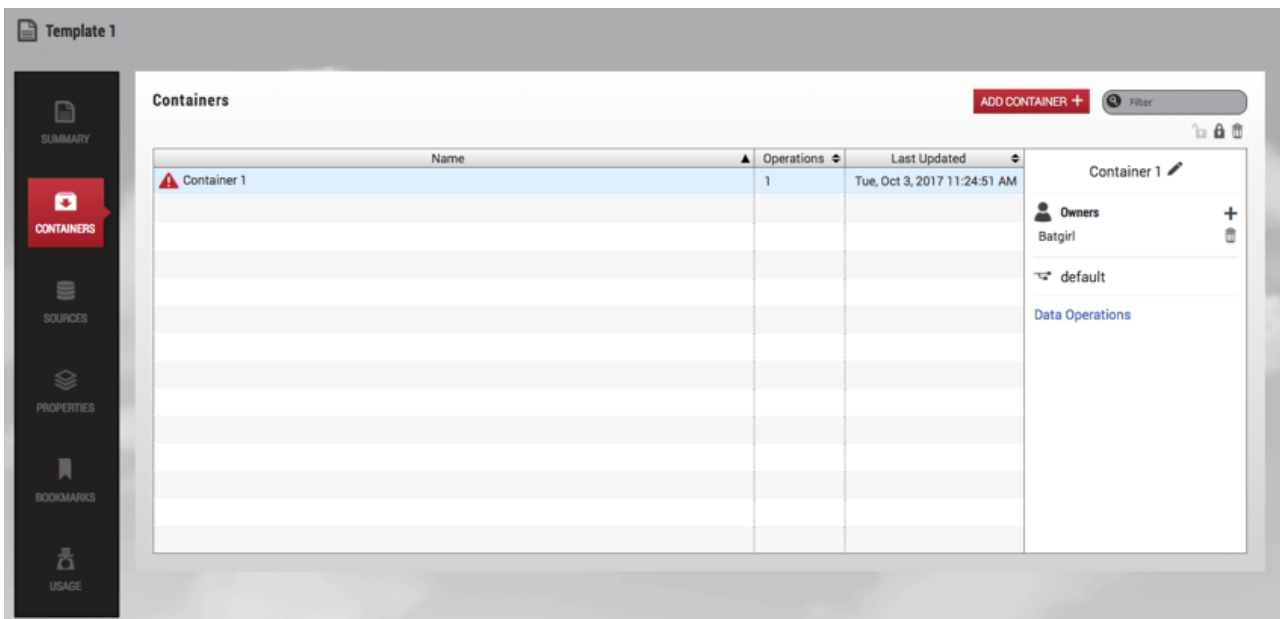 Template 1
SUMMARY
CONTAINERS
SOURCES
PROPERTIES
BOOKMARKS
USAGE
Containers
ADD CONTAINER +
Filter
Name Operations Last Updated
Container 1 1 Tue, Oct 3, 2017 11:24:51 AM
Container 1
Owners
Batgirl
default
Data Operations